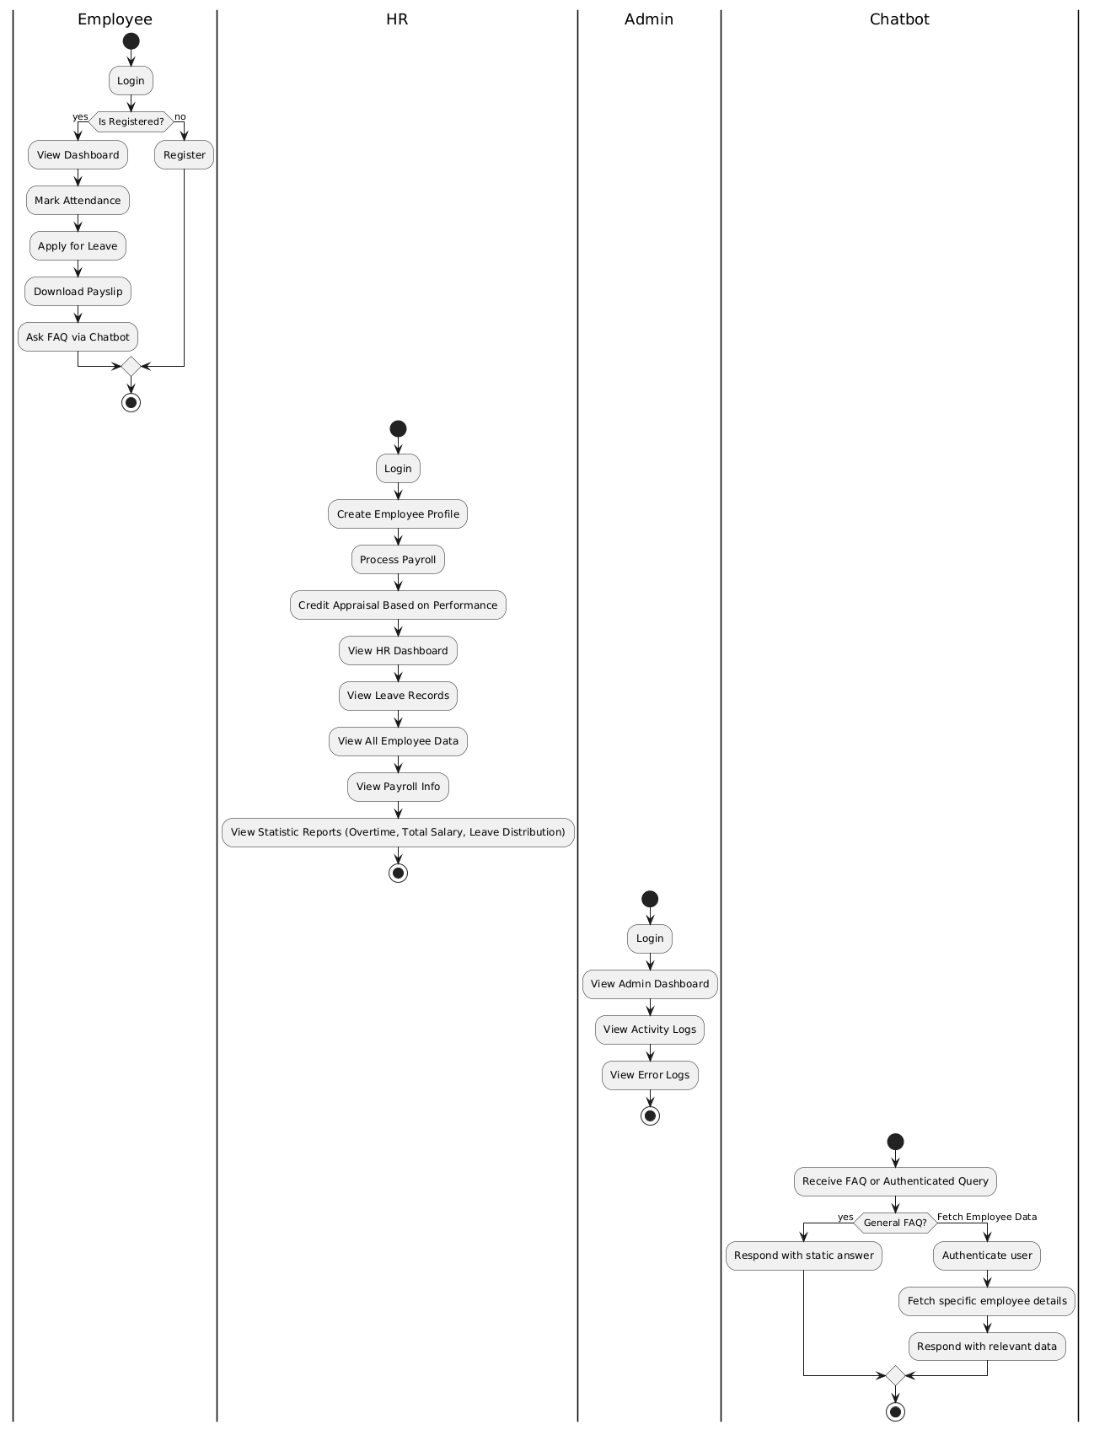 Employee
HR
Admin
Chatbot
Login
Is Registered?
yes
no
View Dashboard
Register
Mark Attendance
Apply for Leave
Download Payslip
Ask FAQ via Chatbot
Login
Create Employee Profile
Process Payroll
Credit Appraisal Based on Performance
View HR Dashboard
View Leave Records
View All Employee Data
View Payroll Info
View Statistic Reports (Overtime, Total Salary, Leave Distribution)
Login
View Admin Dashboard
View Activity Logs
View Error Logs
Receive FAQ or Authenticated Query
yes
General FAQ?
Fetch Employee Data
Respond with static answer
Authenticate user
Fetch specific employee details
Respond with relevant data